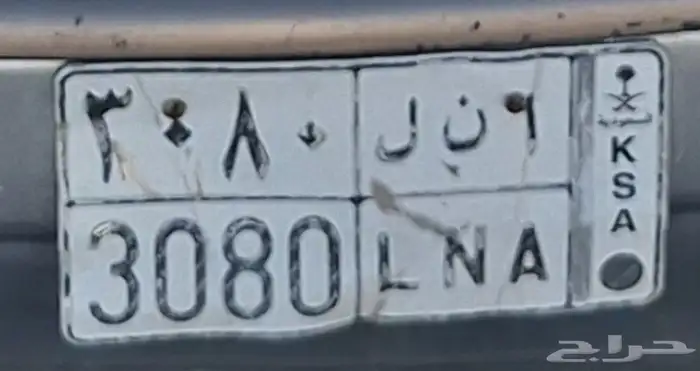 ٣٠٨٠ ل ن ا
3080 LNA
السعودية
KSA
حراج